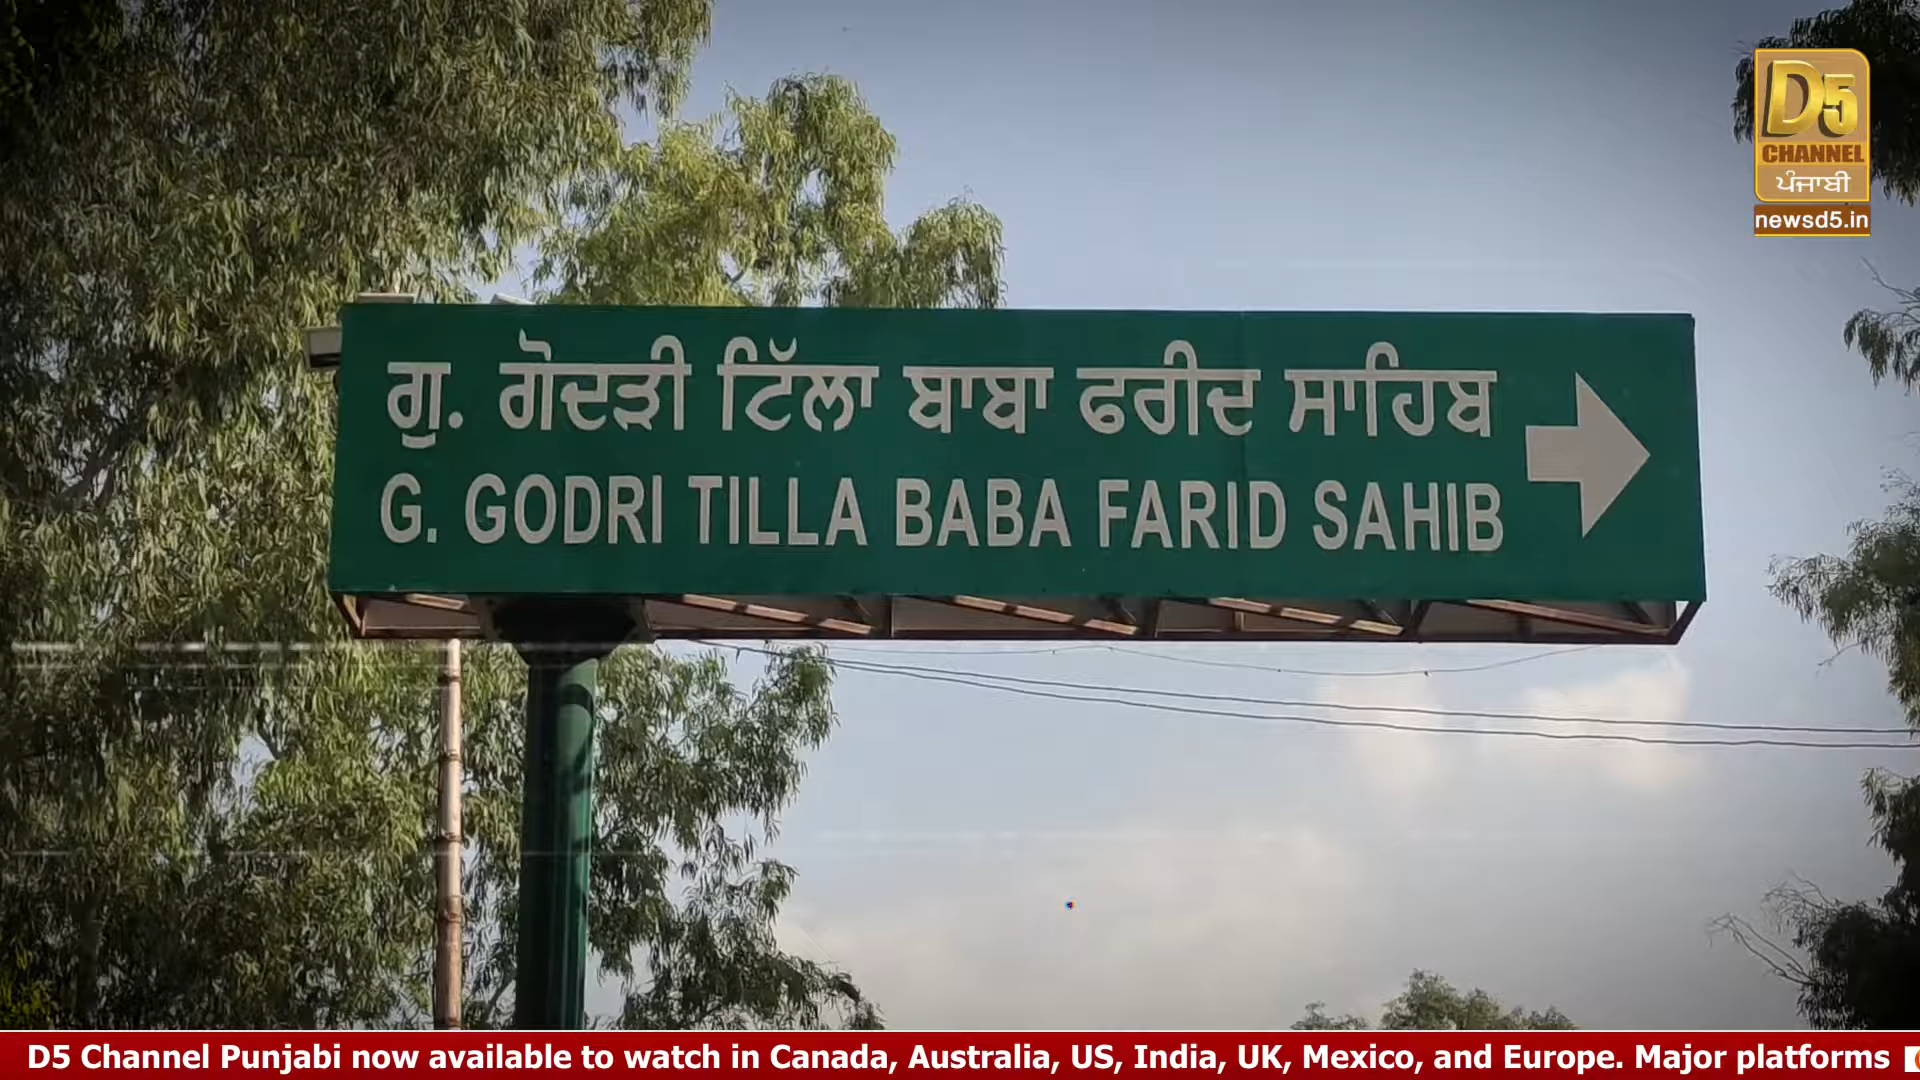 D5
CHANNEL
ਪੰਜਾਬੀ
newsd5.in
ਗੁ. ਗੋਦੜੀ ਟਿੱਲਾ ਬਾਬਾ ਫਰੀਦ ਸਾਹਿਬ
G. GODRI TILLA BABA FARID SAHIB
D5 Channel Punjabi now available to watch in Canada, Australia, US, India, UK, Mexico, and Europe. Major platforms